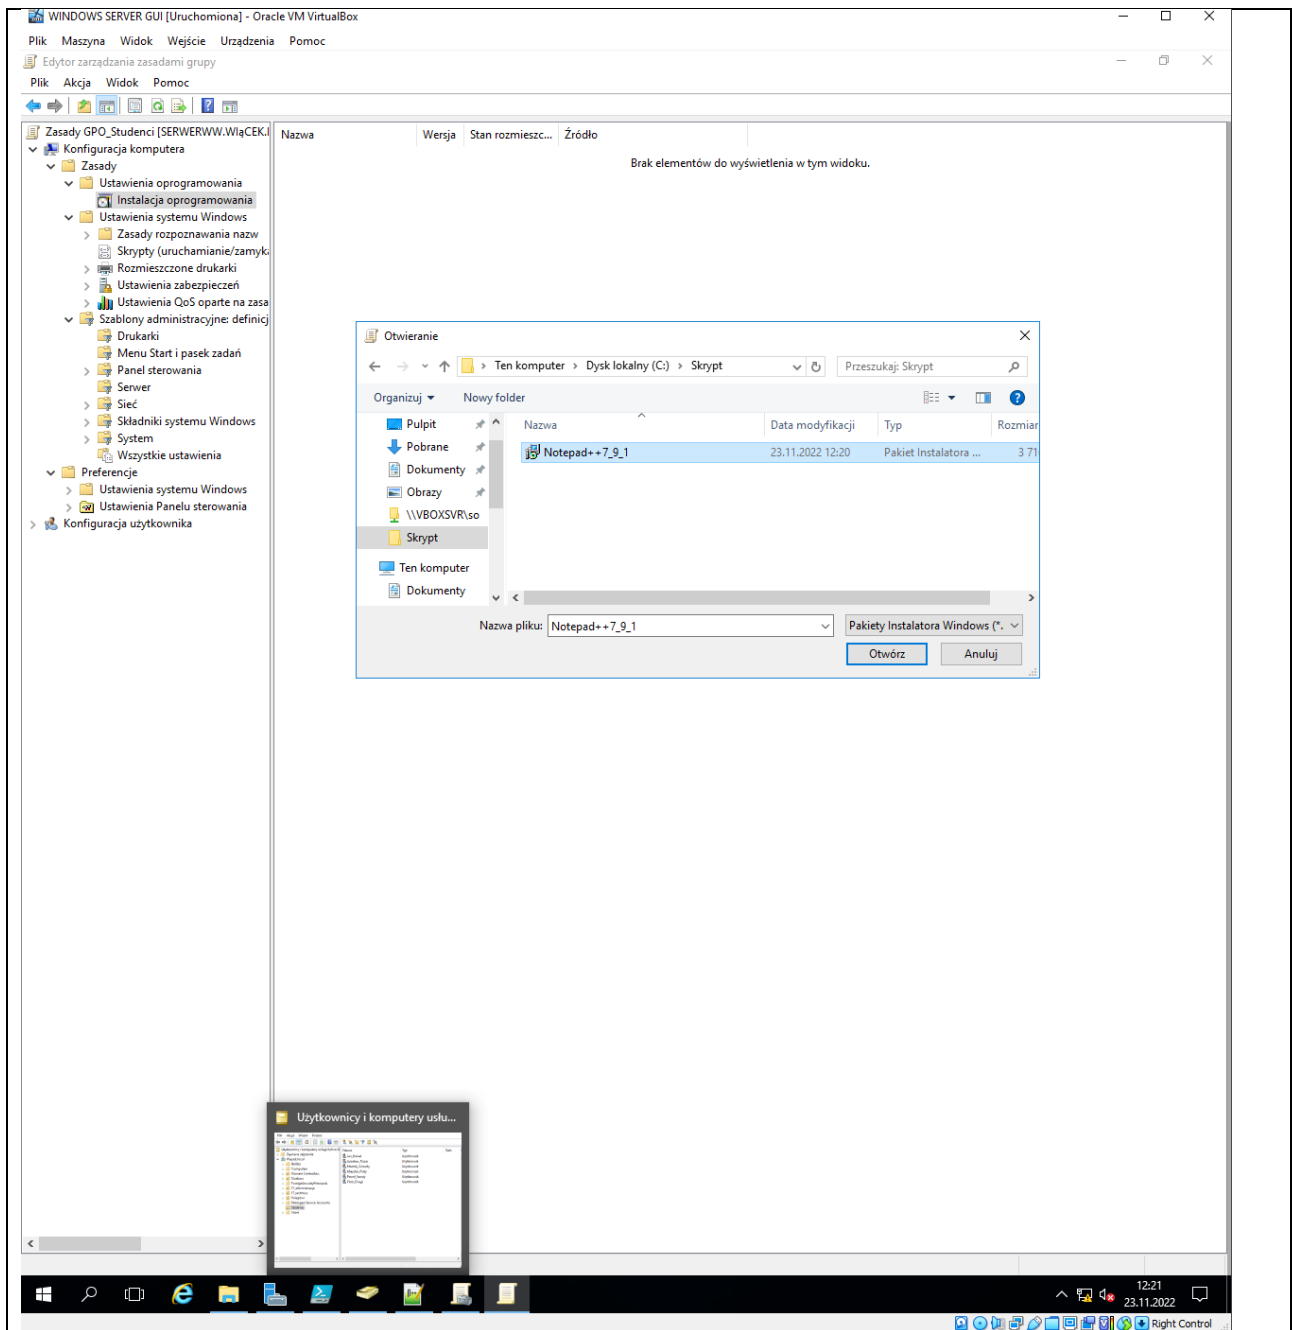 WINDOWS SERVER GUI [Uruchomiona] - Oracle VM VirtualBox
Plik Maszyna Widok Wejście Urządzenia Pomoc
Edytor zarządzania zasadami grupy
Plik Akcja Widok Pomoc
Zasady GPO_Studenci [SERWERWW.WIąCEK.l
Konfiguracja komputera
Zasady
Ustawienia oprogramowania
Instalacja oprogramowania
Ustawienia systemu Windows
Zasady rozpoznawania nazw
Skrypty (uruchamianie/zamyka
Rozmieszczone drukarki
Ustawienia zabezpieczeń
Ustawienia QoS oparte na zasa
Szablony administracyjne: definicj
Drukarki
Menu Start i pasek zadań
Panel sterowania
Serwer
Sieć
Składniki systemu Windows
System
Wszystkie ustawienia
Preferencje
Ustawienia systemu Windows
Ustawienia Panelu sterowania
Konfiguracja użytkownika
Nazwa Wersja Stan rozmieszc... Źródło
Brak elementów do wyświetlenia w tym widoku.
Otwieranie
Ten komputer > Dysk lokalny (C:) > Skrypt
Przeszukaj: Skrypt
Organizuj Nowy folder
Pulpit
Pobrane
Dokumenty
Obrazy
\\VBOXSVR\so
Skrypt
Ten komputer
Dokumenty
Nazwa Data modyfikacji Typ Rozmiar
Notepad++7_9_1 23.11.2022 12:20 Pakiet Instalatora ... 3 71
Nazwa pliku: Notepad++7_9_1 Pakiety Instalatora Windows (*.
Otwórz Anuluj
Użytkownicy i komputery usłu...
12:21
23.11.2022
Right Control